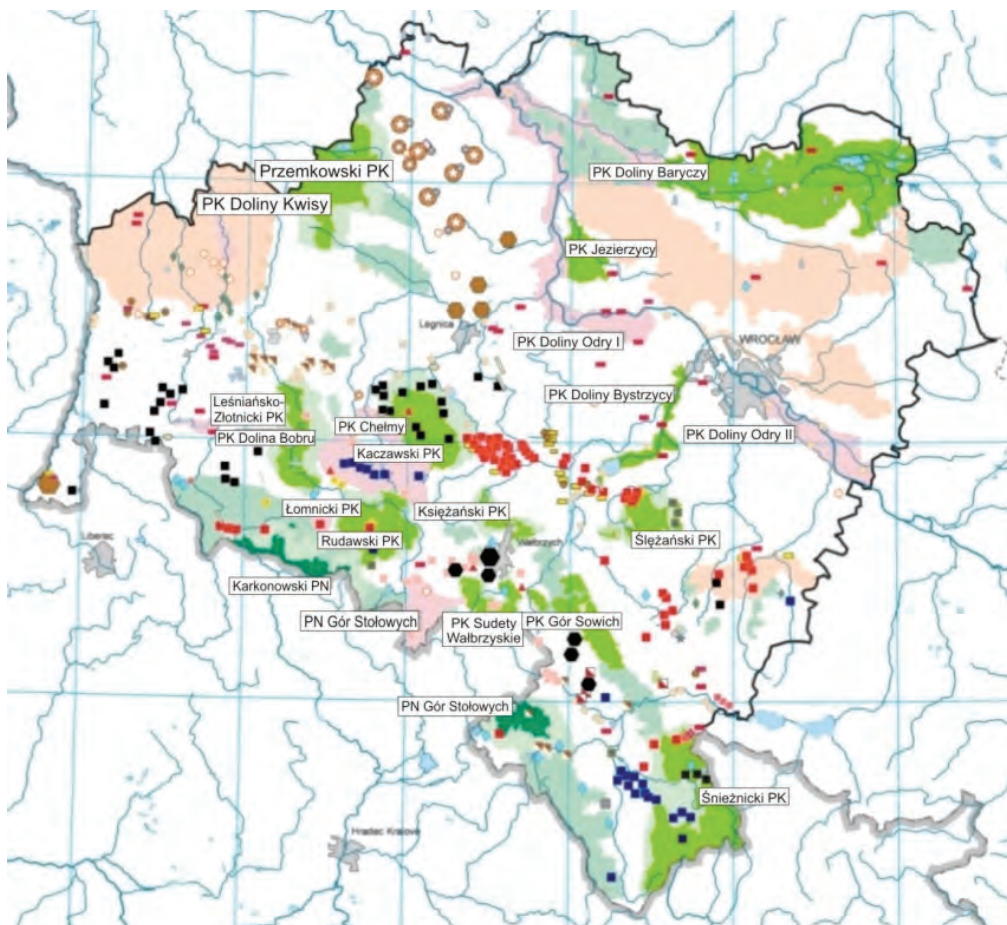 Przemkowski PK
PK Doliny Baryczy
PK Doliny Kwisy
PK Jezierzycy
Legnica
PK Doliny Odry I
WROCŁAW
PK Doliny Bystrzycy
Leśniańsko-
Złotnicki PK
PK Chełmy
PK Doliny Odry II
PK Dolina Bobru
Kaczawski PK
Łomnicki PK
Książański PK
Rudawski PK
Ślężański PK
Liberec
Wałbrzych
Karkonowski PN
PN Gór Stołowych
PK Sudety
Wałbrzyskie
PK Gór Sowich
PN Gór Stołowych
Śnieżnicki PK
Hradec Kralove